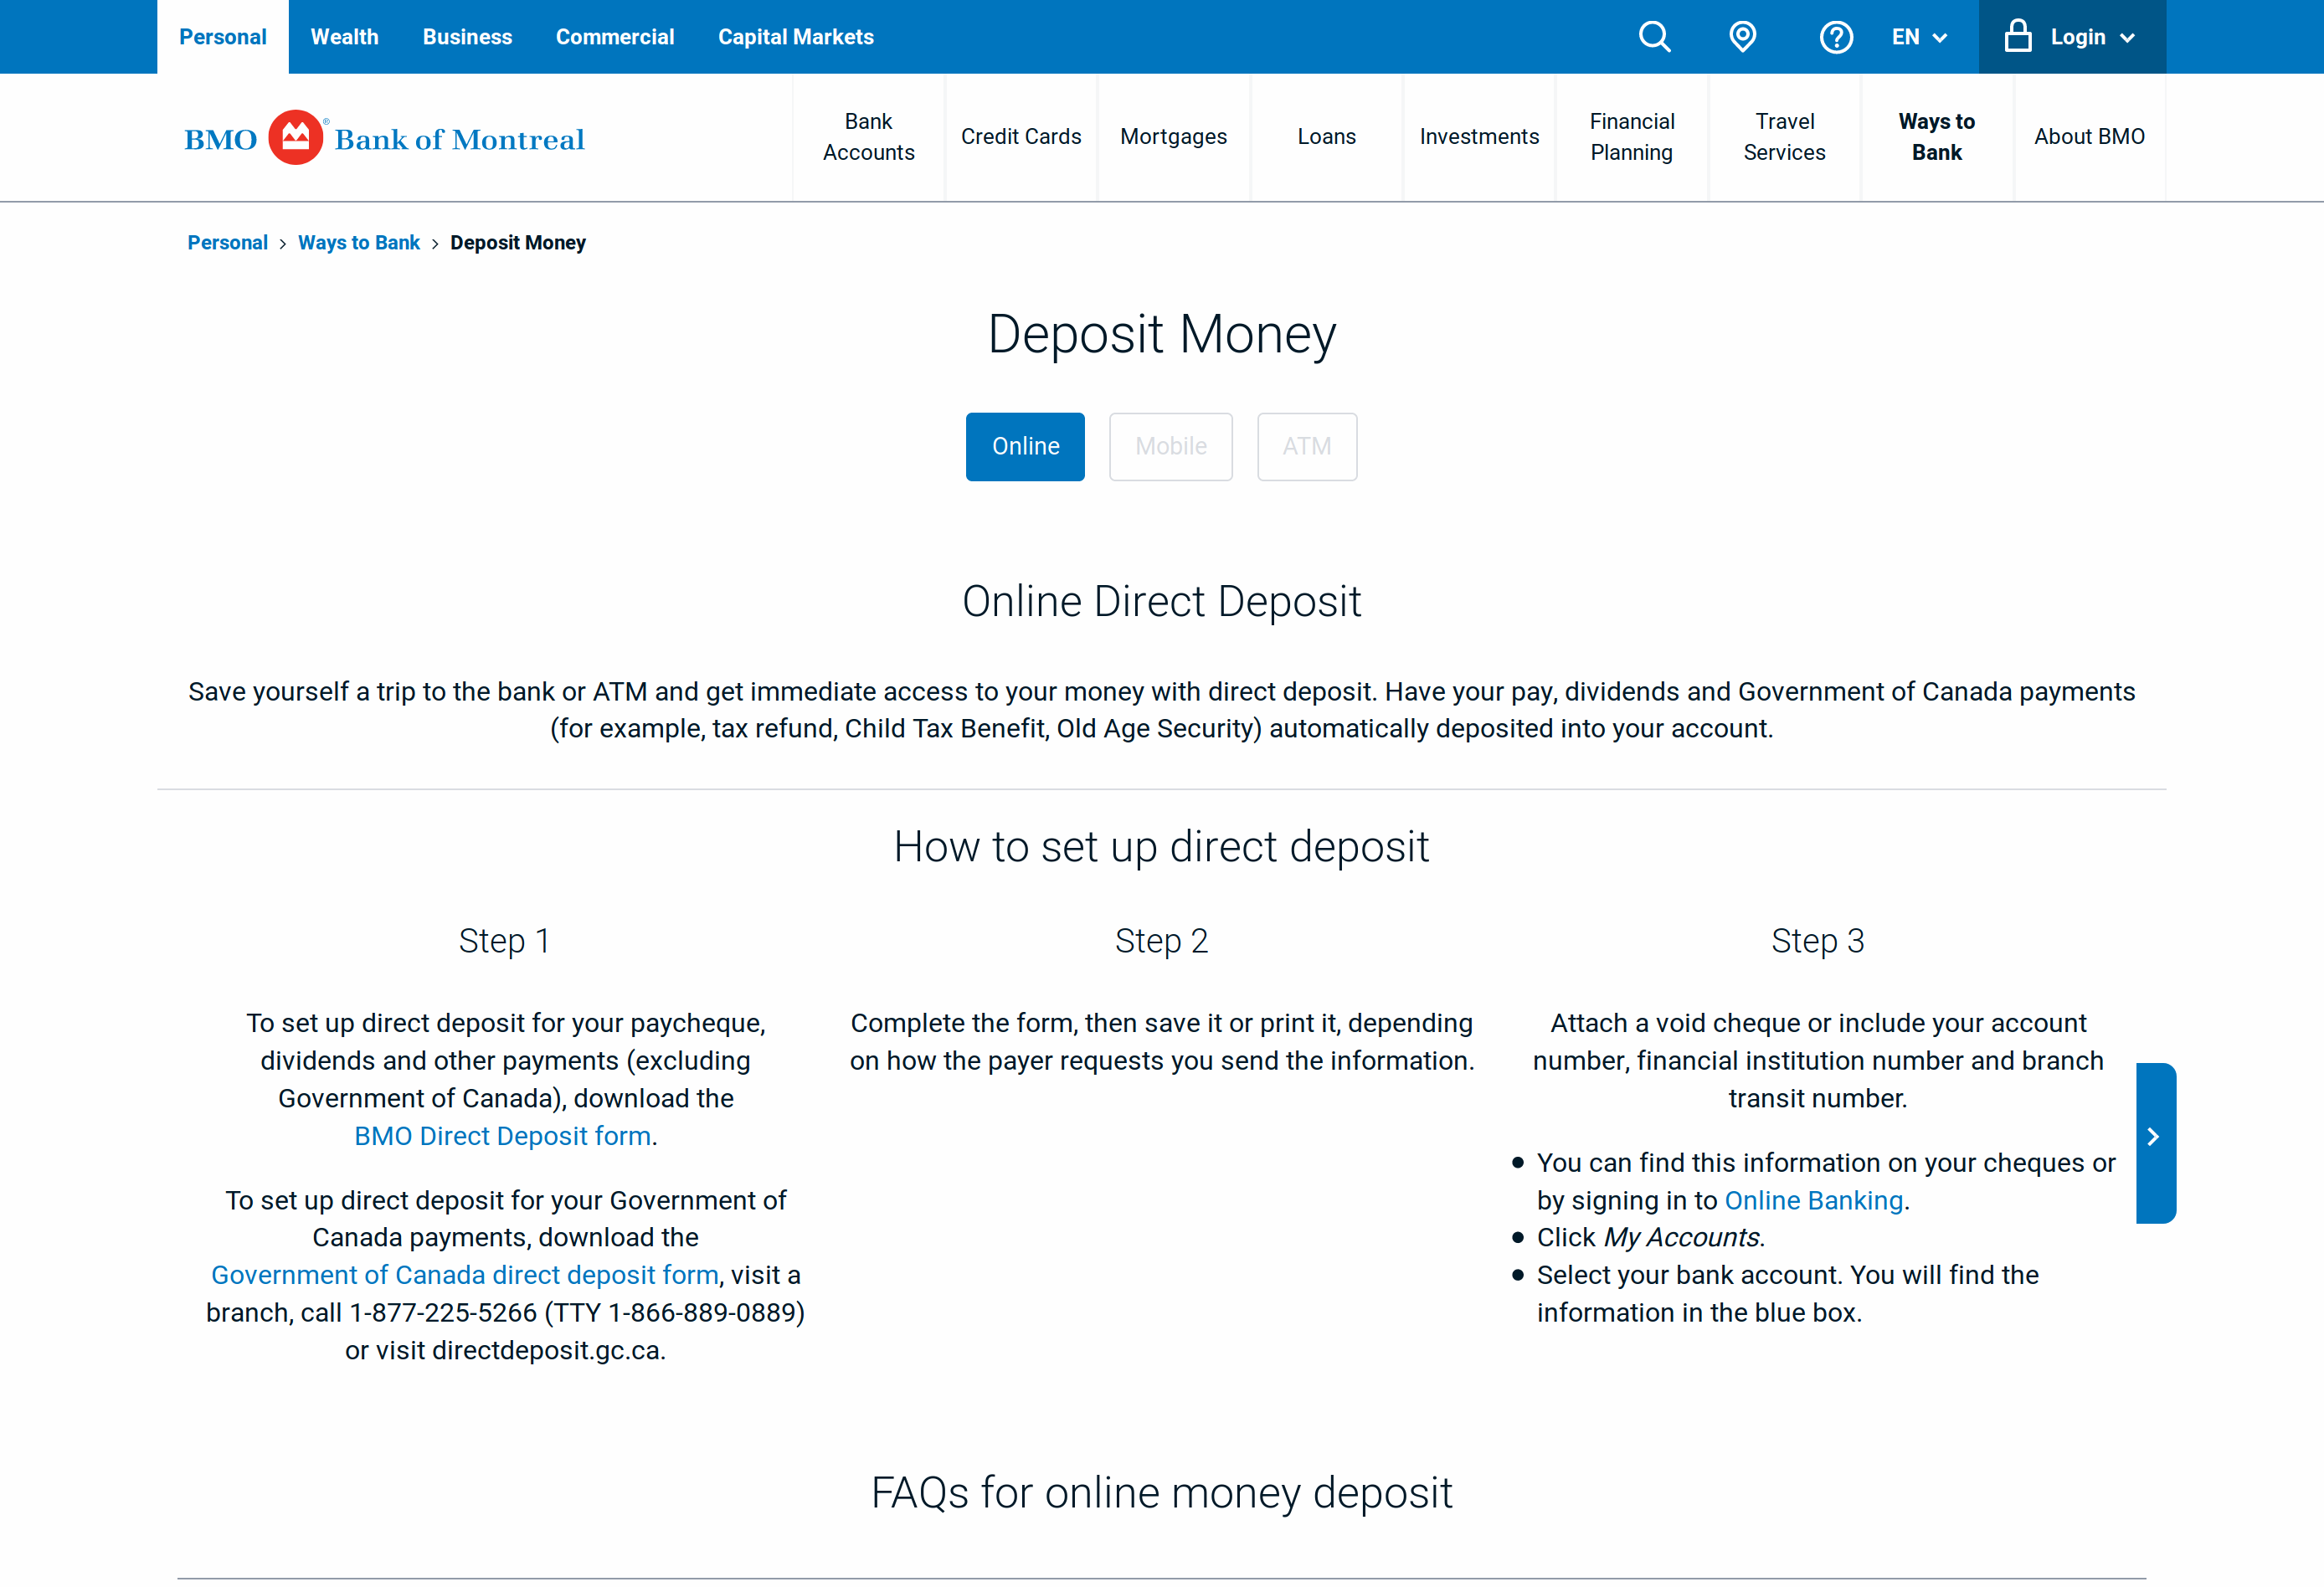 Personal Wealth Business Commercial Capital Markets EN Login
BMO ® Bank of Montreal
Bank Accounts
Credit Cards
Mortgages
Loans
Investments
Financial Planning
Travel Services
Ways to Bank
About BMO
Personal › Ways to Bank › Deposit Money
Deposit Money
Online Mobile ATM
Online Direct Deposit
Save yourself a trip to the bank or ATM and get immediate access to your money with direct deposit. Have your pay, dividends and Government of Canada payments
(for example, tax refund, Child Tax Benefit, Old Age Security) automatically deposited into your account.
How to set up direct deposit
Step 1
To set up direct deposit for your paycheque,
dividends and other payments (excluding
Government of Canada), download the
BMO Direct Deposit form.
To set up direct deposit for your Government of
Canada payments, download the
Government of Canada direct deposit form, visit a
branch, call 1-877-225-5266 (TTY 1-866-889-0889)
or visit directdeposit.gc.ca.
Step 2
Complete the form, then save it or print it, depending
on how the payer requests you send the information.
Step 3
Attach a void cheque or include your account
number, financial institution number and branch
transit number.
• You can find this information on your cheques or
by signing in to Online Banking.
• Click My Accounts.
• Select your bank account. You will find the
information in the blue box.
FAQs for online money deposit